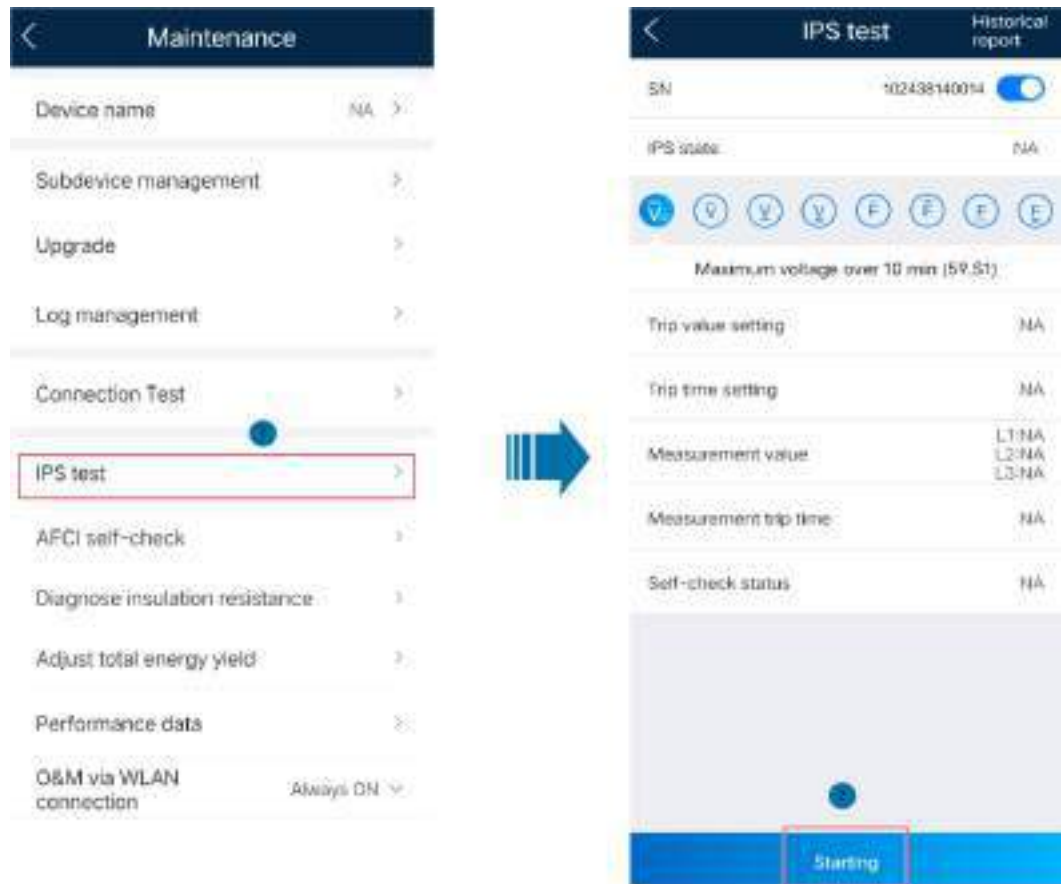 Maintenance
Device name NA
Subdevice management
Upgrade
Log management
Connection Test
IPS test
AFCI self-check
Diagnose insulation resistance
Adjust total energy yield
Performance data
O&M via WLAN
connection
Always ON
IPS test
Historical
report
SN 102438140014
IPS state NA
Maximum voltage over 10 min (59.S1)
Trip value setting NA
Trip time setting NA
Measurement value
L1:NA
L2:NA
L3:NA
Measurement trip time NA
Self-check status NA
Starting